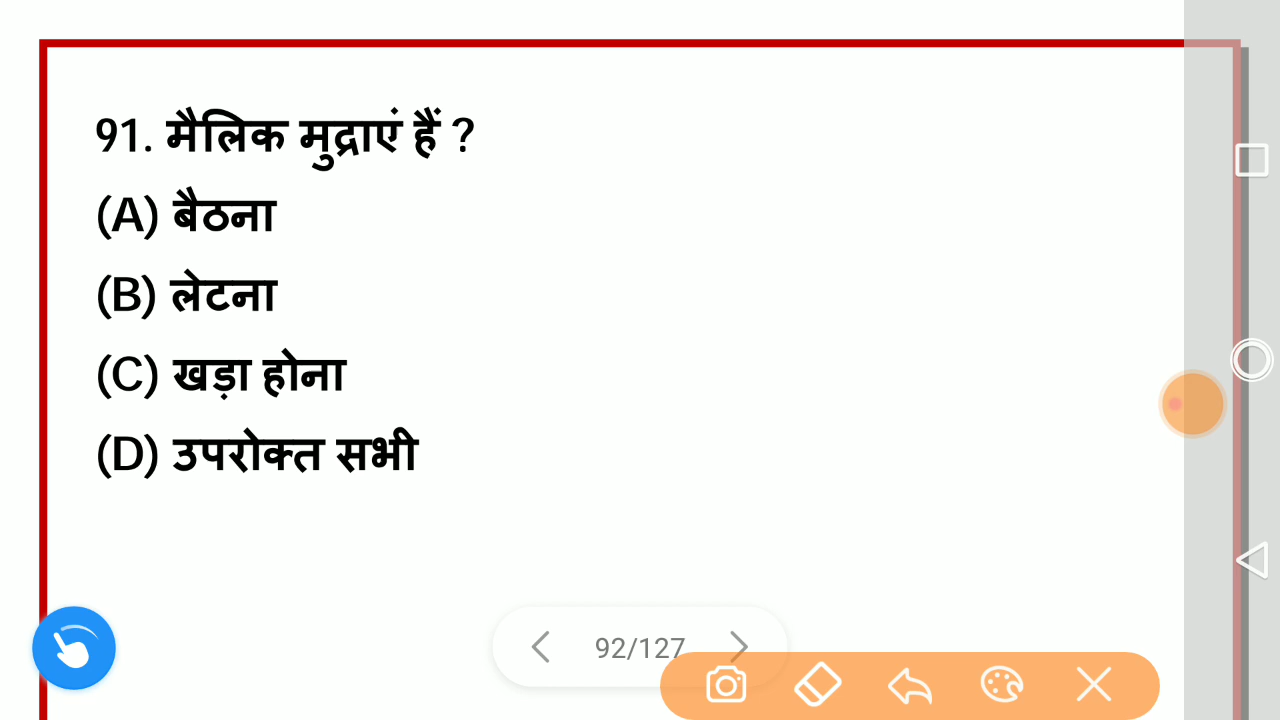 91. मैलिक मुद्राएं हैं ?
(A) बैठना
(B) लेटना
(C) खड़ा होना
(D) उपरोक्त सभी
92/127